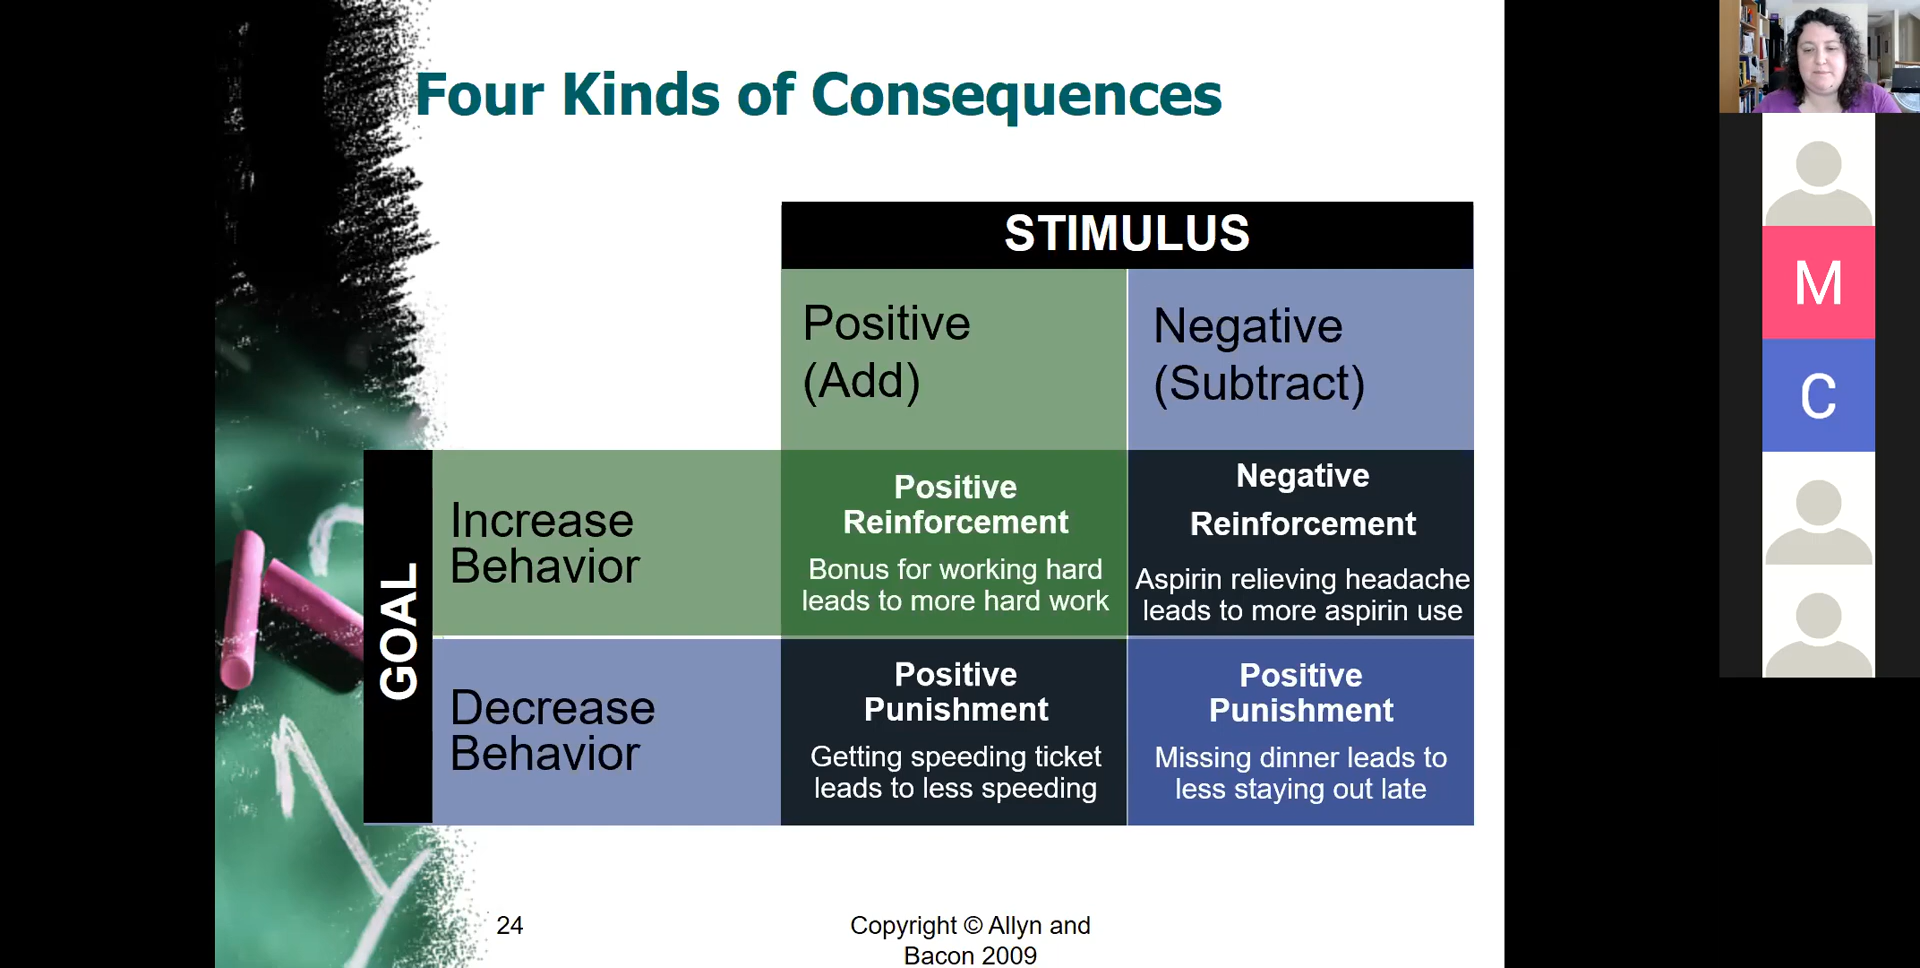 Four Kinds of Consequences
STIMULUS
Positive
(Add)
Negative
(Subtract)
GOAL
Increase
Behavior
Positive
Reinforcement
Bonus for working hard
leads to more hard work
Negative
Reinforcement
Aspirin relieving headache
leads to more aspirin use
Decrease
Behavior
Positive
Punishment
Getting speeding ticket
leads to less speeding
Positive
Punishment
Missing dinner leads to
less staying out late
24
Copyright © Allyn and
Bacon 2009
M
C